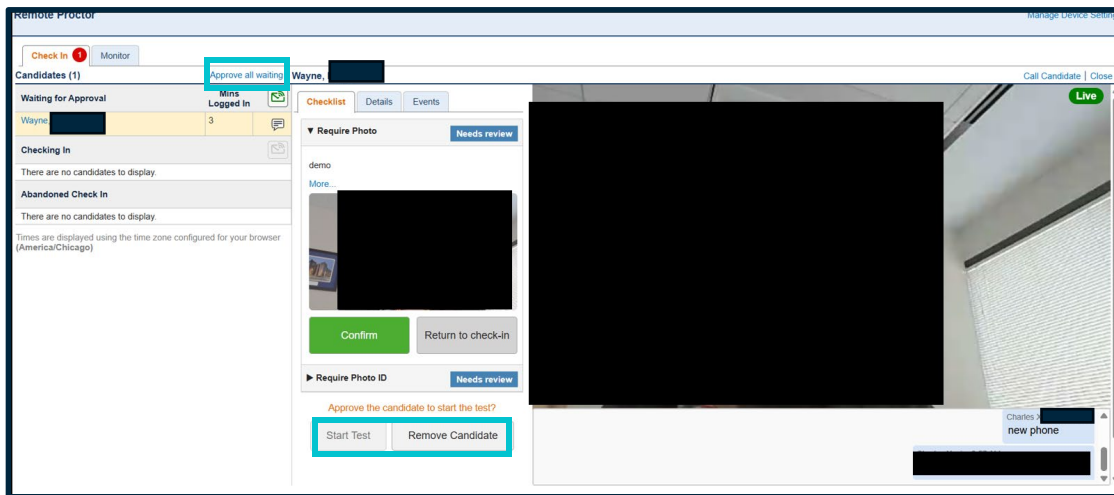 Remote Proctor
Manage Device Settin
Check In 1
Monitor
Candidates (1)
Approve all waiting
Wayne,
Call Candidate | Close
Waiting for Approval
Mins Logged In
Wayne,
3
Checking In
There are no candidates to display.
Abandoned Check In
There are no candidates to display.
Times are displayed using the time zone configured for your browser
(America/Chicago)
Checklist
Details
Events
▼ Require Photo
Needs review
demo
More...
Confirm
Return to check-in
▶ Require Photo ID
Needs review
Approve the candidate to start the test?
Start Test
Remove Candidate
Live
Charles X
new phone